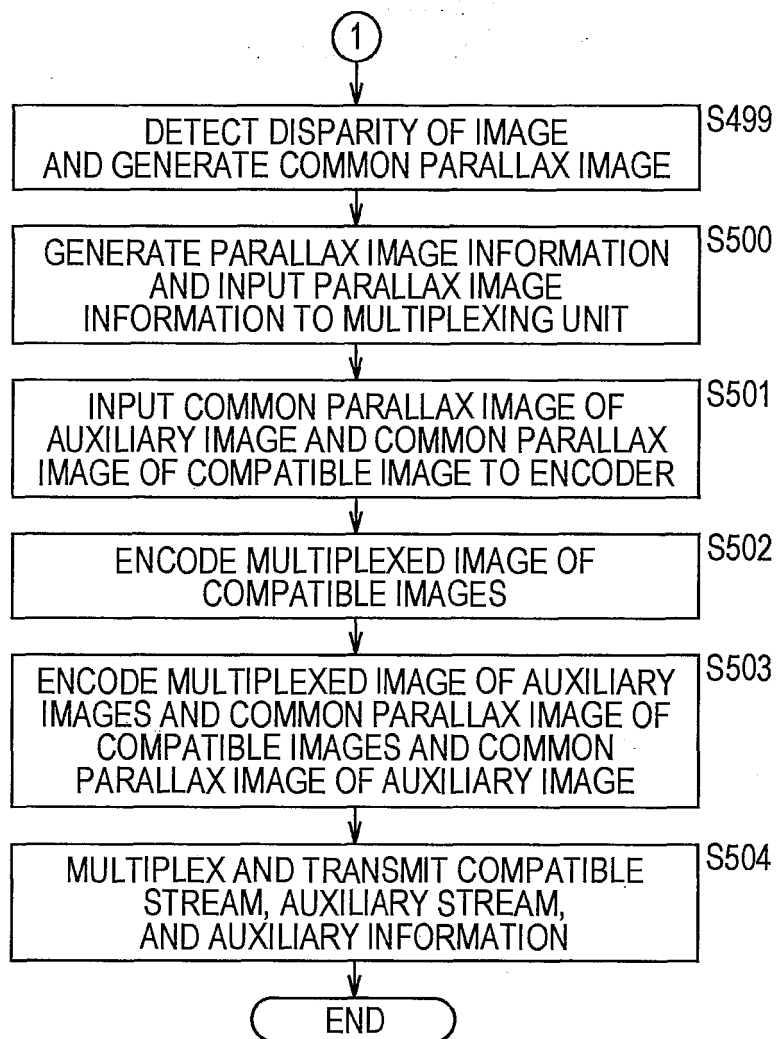 1
DETECT DISPARITY OF IMAGE
AND GENERATE COMMON PARALLAX IMAGE
S499
GENERATE PARALLAX IMAGE INFORMATION
AND INPUT PARALLAX IMAGE
INFORMATION TO MULTIPLEXING UNIT
S500
INPUT COMMON PARALLAX IMAGE OF
AUXILIARY IMAGE AND COMMON PARALLAX
IMAGE OF COMPATIBLE IMAGE TO ENCODER
S501
ENCODE MULTIPLEXED IMAGE OF
COMPATIBLE IMAGES
S502
ENCODE MULTIPLEXED IMAGE OF AUXILIARY
IMAGES AND COMMON PARALLAX IMAGE OF
COMPATIBLE IMAGES AND COMMON
PARALLAX IMAGE OF AUXILIARY IMAGE
S503
MULTIPLEX AND TRANSMIT COMPATIBLE
STREAM, AUXILIARY STREAM,
AND AUXILIARY INFORMATION
S504
END